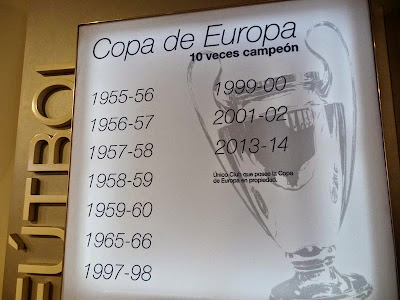 Copa de Europa
10 veces campeón
1955-56
1956-57
1957-58
1958-59
1959-60
1965-66
1997-98
1999-00
2001-02
2013-14
Único Club que posee la Copa
de Europa en propiedad.
FÚTBOL